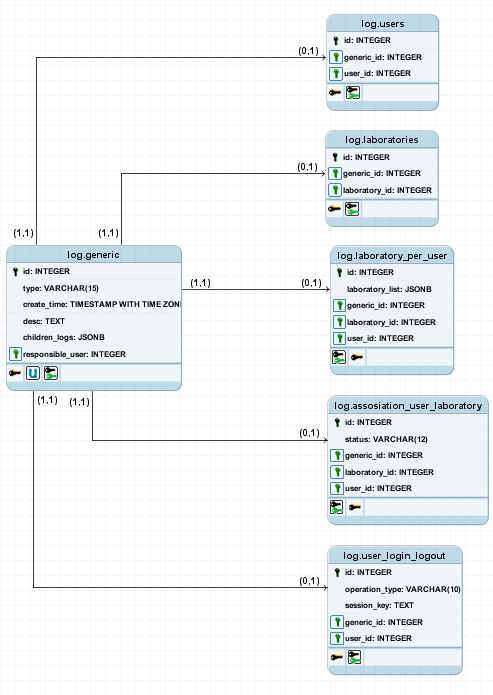 log.users
id: INTEGER
generic_id: INTEGER
user_id: INTEGER
(0,1)
log.laboratories
id: INTEGER
generic_id: INTEGER
laboratory_id: INTEGER
(0,1)
(1,1)
(1,1)
log.generic
id: INTEGER
type: VARCHAR(15)
create_time: TIMESTAMP WITH TIME ZON
desc: TEXT
children_logs: JSONB
responsible_user: INTEGER
u
(1,1)
(0,1)
log.laboratory_per_user
id: INTEGER
laboratory_list: JSONB
generic_id: INTEGER
laboratory_id: INTEGER
user_id: INTEGER
(1,1)
(1,1)
(0,1)
log.assosiation_user_laboratory
id: INTEGER
status: VARCHAR(12)
generic_id: INTEGER
laboratory_id: INTEGER
user_id: INTEGER
(0,1)
log.user_login_logout
id: INTEGER
operation_type: VARCHAR(10)
session_key: TEXT
generic_id: INTEGER
user_id: INTEGER